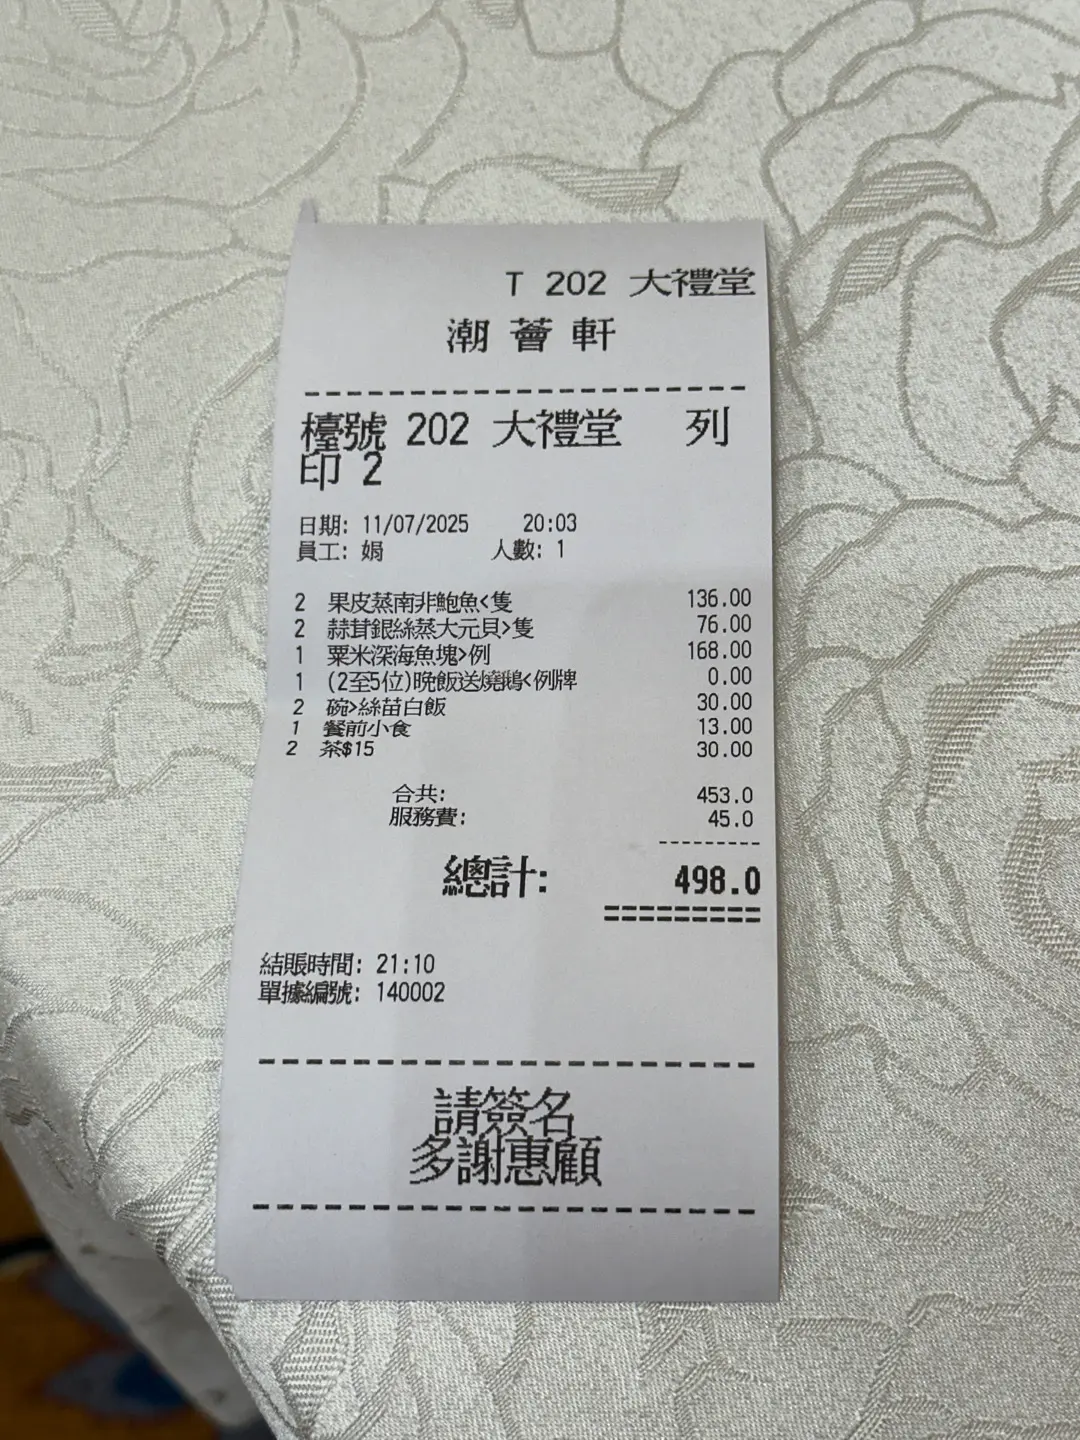 T 202 大禮堂
潮薈軒
檯號 202 大禮堂 列
印 2
日期: 11/07/2025 20:03
員工: 娟 人數: 1
2 果皮蒸南非鮑魚<隻 136.00
2 蒜茸銀絲蒸大元貝>隻 76.00
1 粟米深海魚塊>例 168.00
1 (2至5位)晚飯送燒鵝<例牌 0.00
2 碗>絲苗白飯 30.00
1 餐前小食 13.00
2 茶$15 30.00
合共: 453.0
服務費: 45.0
總計: 498.0
結賬時間: 21:10
單據編號: 140002
請簽名
多謝惠顧